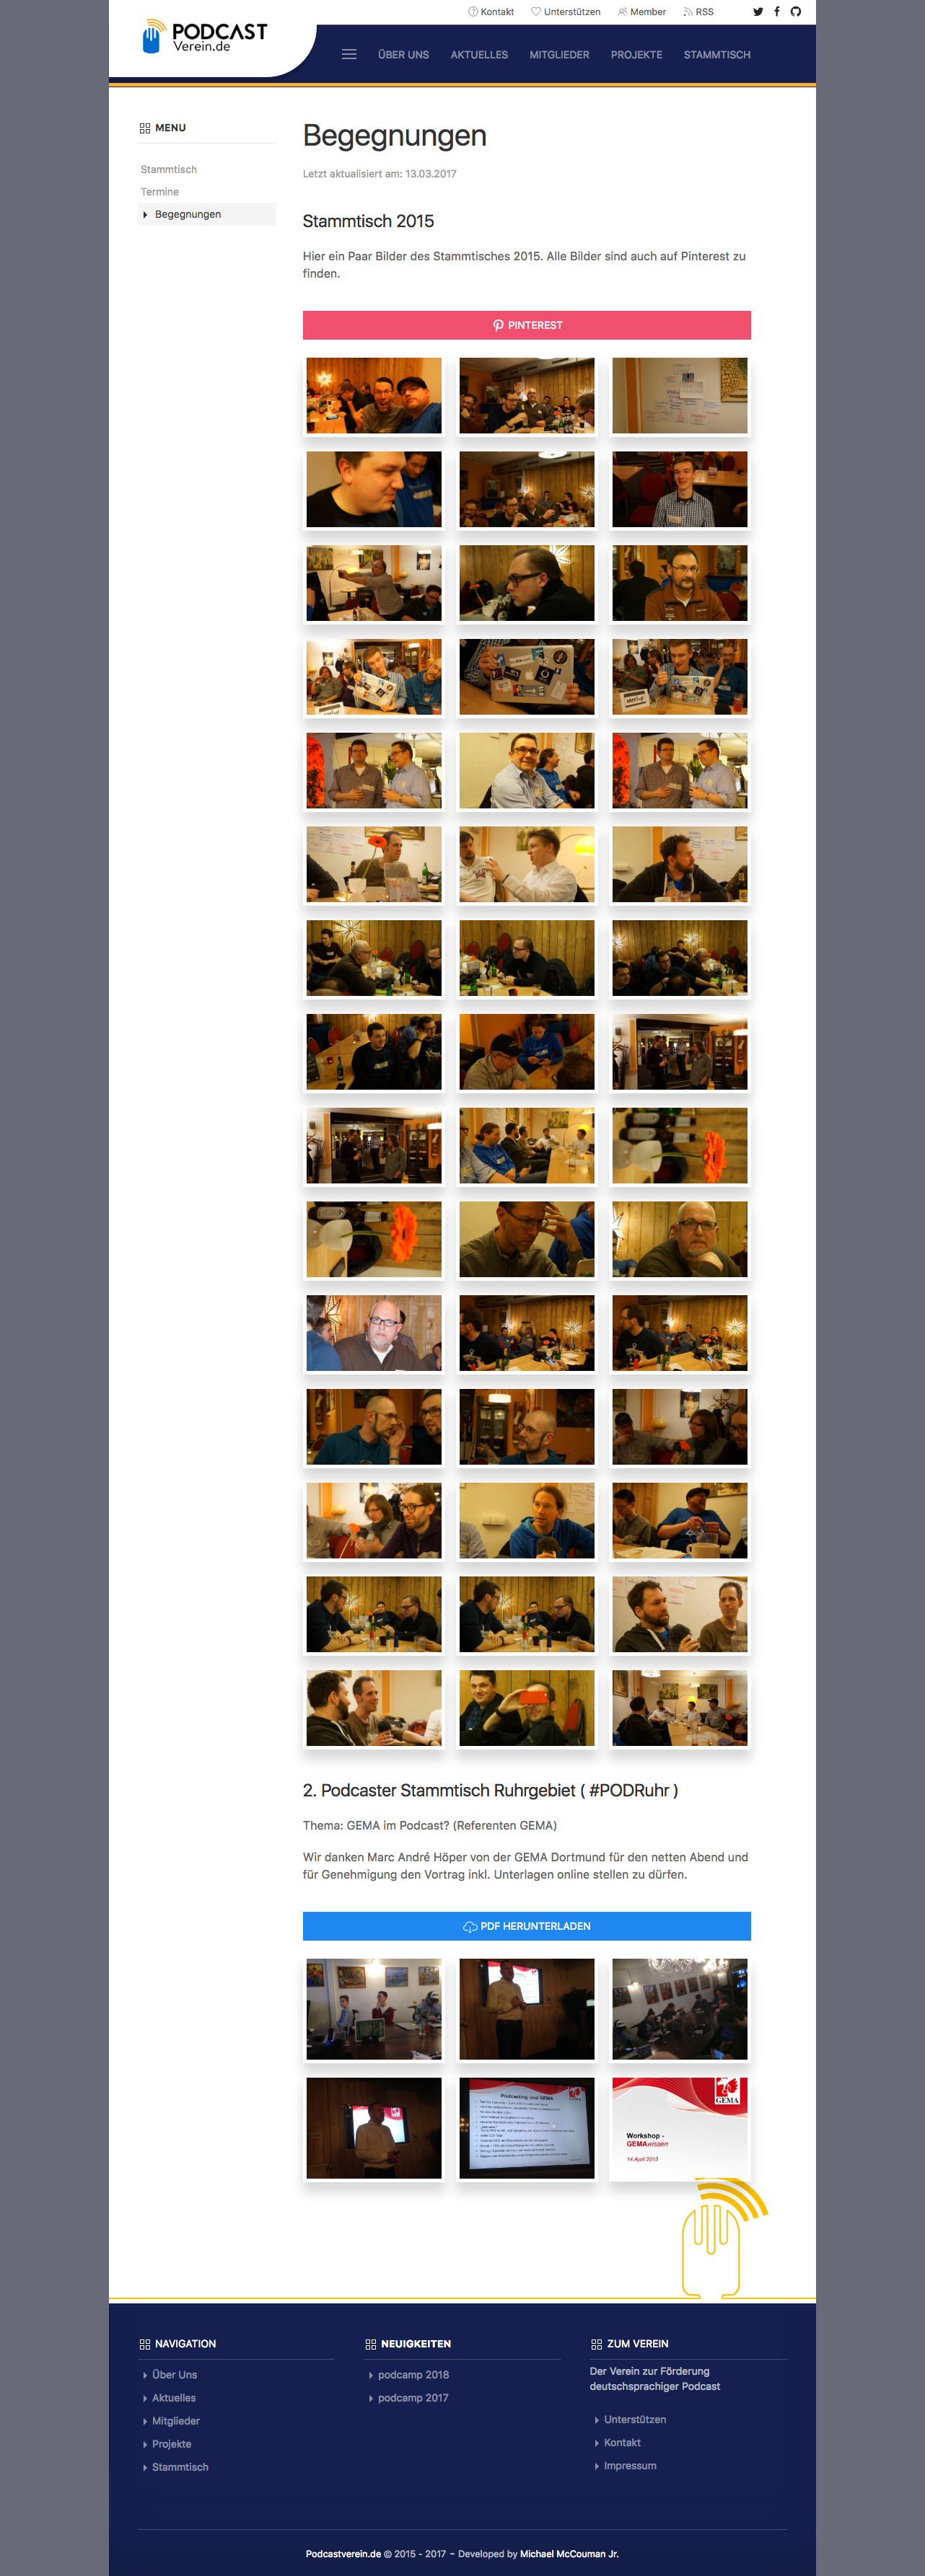 Kontakt Unterstützen Member RSS
PODCAST
Verein.de
ÜBER UNS AKTUELLES MITGLIEDER PROJEKTE STAMMTISCH
MENU
Stammtisch
Termine
Begegnungen
Begegnungen
Letzt aktualisiert am: 13.03.2017
Stammtisch 2015
Hier ein Paar Bilder des Stammtisches 2015. Alle Bilder sind auch auf Pinterest zu
finden.
PINTEREST
2. Podcaster Stammtisch Ruhrgebiet ( #PODRuhr )
Thema: GEMA im Podcast? (Referenten GEMA)
Wir danken Marc André Höper von der GEMA Dortmund für den netten Abend und
für Genehmigung den Vortrag inkl. Unterlagen online stellen zu dürfen.
PDF HERUNTERLADEN
Podcasting und GEMA
GEMA
GEMA
Workshop -
GEMAwissen
14.April 2015
NAVIGATION
Über Uns
Aktuelles
Mitglieder
Projekte
Stammtisch
NEUIGKEITEN
podcamp 2018
podcamp 2017
ZUM VEREIN
Der Verein zur Förderung
deutschsprachiger Podcast
Unterstützen
Kontakt
Impressum
Podcastverein.de © 2015 - 2017 - Developed by Michael McCouman Jr.